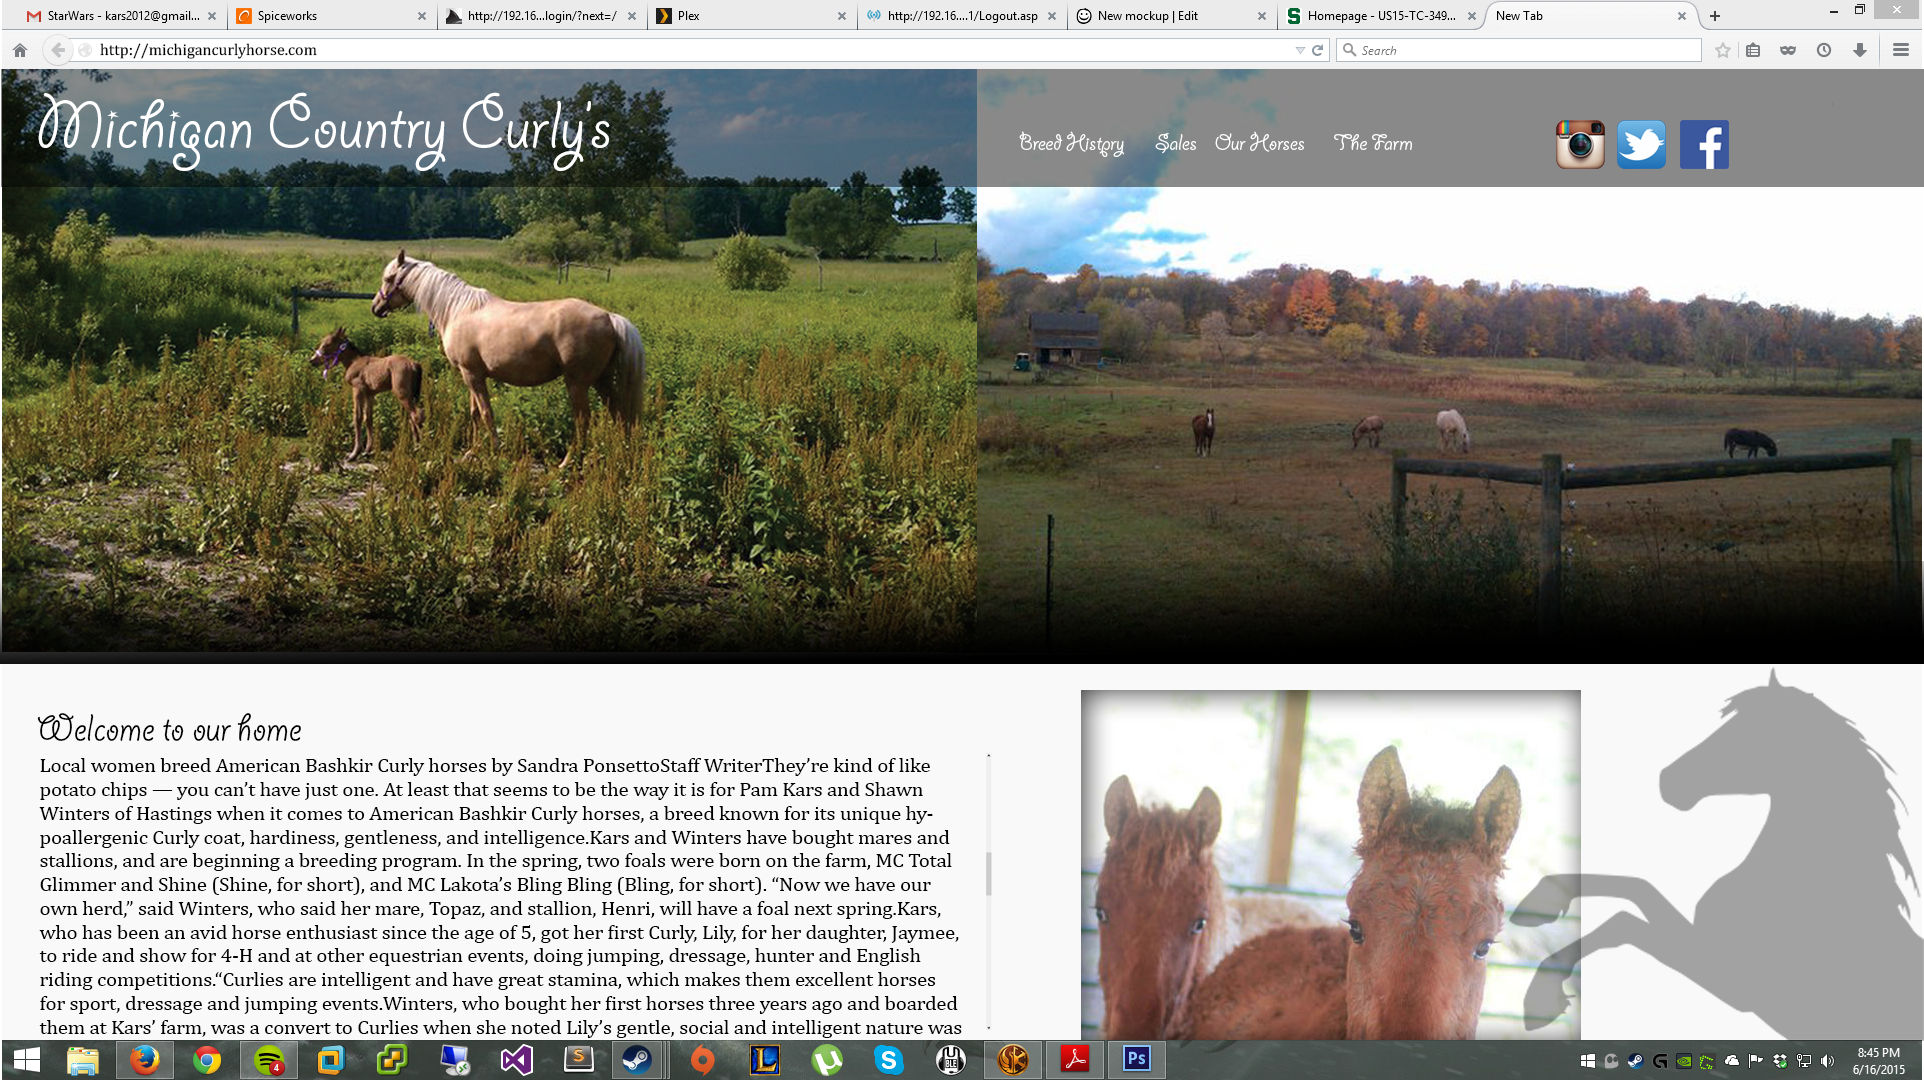 StarWars - kars2012@gmail...
Spiceworks
http://192.16...login/?next=/
Plex
http://192.16....1/Logout.asp
New mockup | Edit
Homepage - US15-TC-349...
New Tab
http://michigancurlyhorse.com
Search
Michigan Country Curly's
Breed History
Sales
Our Horses
The Farm
Welcome to our home
Local women breed American Bashkir Curly horses by Sandra PonsettoStaff WriterThey’re kind of like
potato chips — you can’t have just one. At least that seems to be the way it is for Pam Kars and Shawn
Winters of Hastings when it comes to American Bashkir Curly horses, a breed known for its unique hy-
poallergenic Curly coat, hardiness, gentleness, and intelligence.Kars and Winters have bought mares and
stallions, and are beginning a breeding program. In the spring, two foals were born on the farm, MC Total
Glimmer and Shine (Shine, for short), and MC Lakota’s Bling Bling (Bling, for short). “Now we have our
own herd,” said Winters, who said her mare, Topaz, and stallion, Henri, will have a foal next spring.Kars,
who has been an avid horse enthusiast since the age of 5, got her first Curly, Lily, for her daughter, Jaymee,
to ride and show for 4-H and at other equestrian events, doing jumping, dressage, hunter and English
riding competitions.“Curlies are intelligent and have great stamina, which makes them excellent horses
for sport, dressage and jumping events.Winters, who bought her first horses three years ago and boarded
them at Kars’ farm, was a convert to Curlies when she noted Lily’s gentle, social and intelligent nature was
4
Ps
8:45 PM
6/16/2015